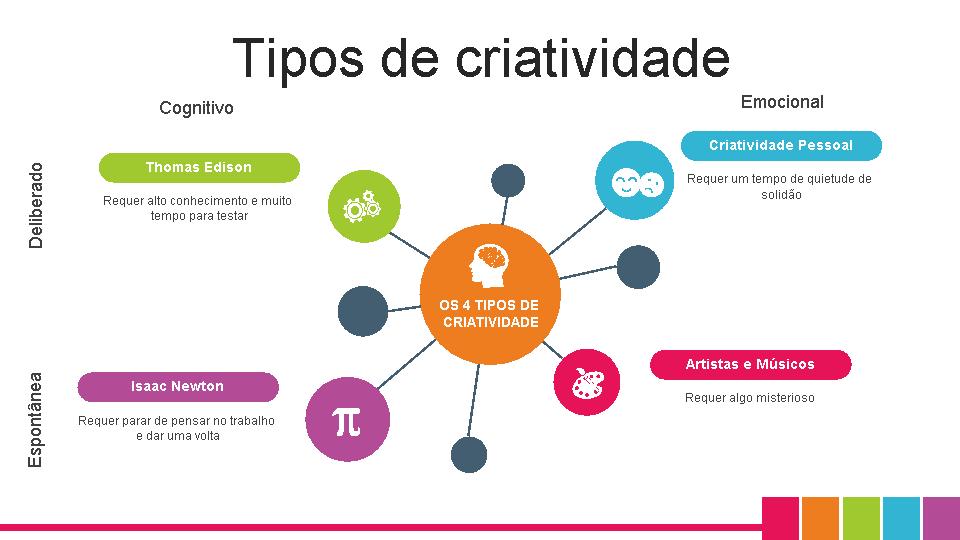 Tipos de criatividade
Cognitivo
Emocional
Deliberado
Thomas Edison
Requer alto conhecimento e muito
tempo para testar
Criatividade Pessoal
Requer um tempo de quietude de
solidão
OS 4 TIPOS DE
CRIATIVIDADE
Espontânea
Isaac Newton
Requer parar de pensar no trabalho
e dar uma volta
π
Artistas e Músicos
Requer algo misterioso